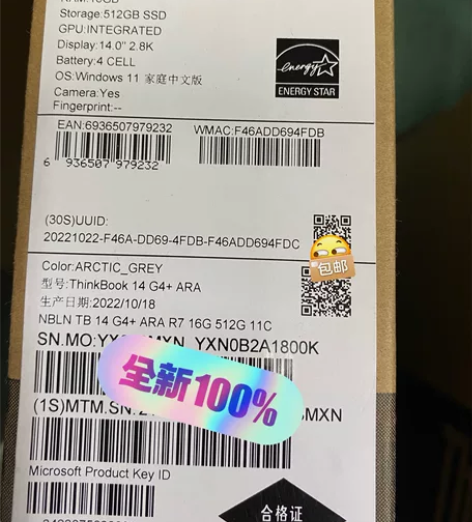 Storage:512GB SSD
GPU:INTEGRATED
Display:14.0" 2.8K
Battery:4 CELL
OS:Windows 11 家庭中文版
Camera:Yes
Fingerprint:--
energy
ENERGY STAR
EAN:6936507979232
WMAC:F46ADD694FDB
6 936507 979232
(30S)UUID:
20221022-F46A-DD69-4FDB-F46ADD694FDC
包邮
Color:ARCTIC_GREY
型号:ThinkBook 14 G4+ ARA
生产日期:2022/10/18
NBLN TB 14 G4+ ARA R7 16G 512G 11C
SN.MO: YXN0B2A1800K
全新100%
(1S)MTM.SN: MXN
Microsoft Product Key ID
合格证